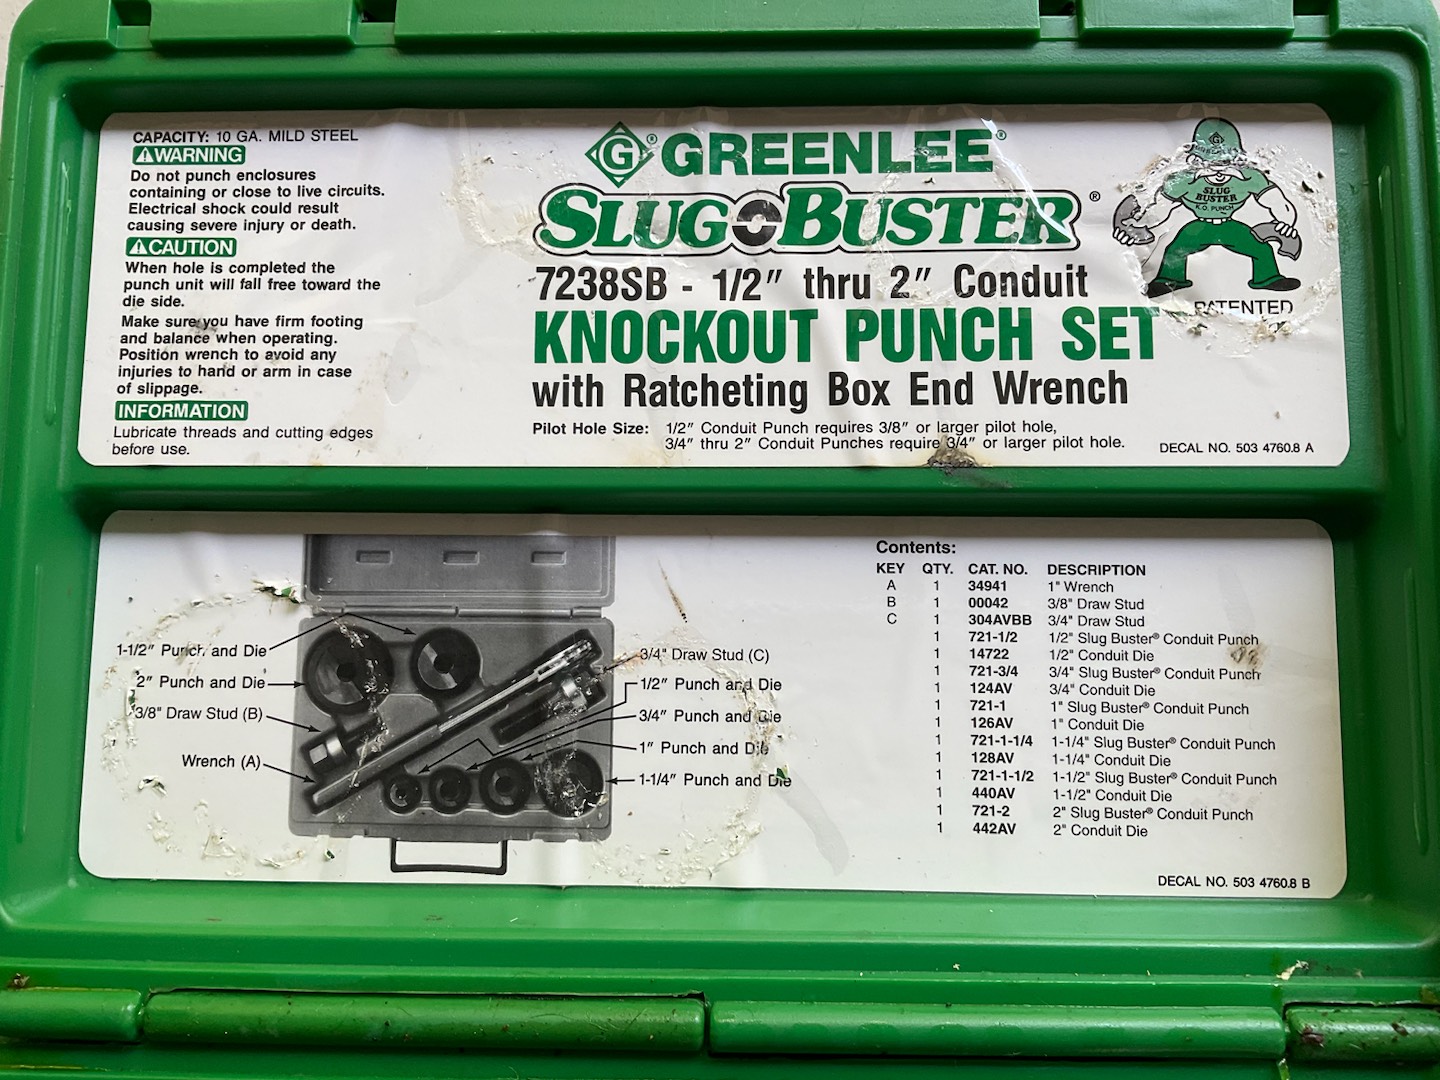 CAPACITY: 10 GA. MILD STEEL
WARNING
Do not punch enclosures
containing or close to live circuits.
Electrical shock could result
causing severe injury or death.
CAUTION
When hole is completed the
punch unit will fall free toward the
die side.
Make sure you have firm footing
and balance when operating.
Position wrench to avoid any
injuries to hand or arm in case
of slippage.
INFORMATION
Lubricate threads and cutting edges
before use.
G® GREENLEE®
SLUG BUSTER®
7238SB - 1/2" thru 2" Conduit
KNOCKOUT PUNCH SET
with Ratcheting Box End Wrench
Pilot Hole Size: 1/2" Conduit Punch requires 3/8" or larger pilot hole,
3/4" thru 2" Conduit Punches require 3/4" or larger pilot hole.
G
SLUG
BUSTER
K.O. PUNCH
PATENTED
DECAL NO. 503 4760.8 A
1-1/2" Punch and Die
2" Punch and Die
3/8" Draw Stud (B)
Wrench (A)
3/4" Draw Stud (C)
1/2" Punch and Die
3/4" Punch and Die
1" Punch and Die
1-1/4" Punch and Die
Contents:
KEY QTY. CAT. NO. DESCRIPTION
A 1 34941 1" Wrench
B 1 00042 3/8" Draw Stud
C 1 304AVBB 3/4" Draw Stud
1 721-1/2 1/2" Slug Buster® Conduit Punch
1 14722 1/2" Conduit Die
1 721-3/4 3/4" Slug Buster® Conduit Punch
1 124AV 3/4" Conduit Die
1 721-1 1" Slug Buster® Conduit Punch
1 126AV 1" Conduit Die
1 721-1-1/4 1-1/4" Slug Buster® Conduit Punch
1 128AV 1-1/4" Conduit Die
1 721-1-1/2 1-1/2" Slug Buster® Conduit Punch
1 440AV 1-1/2" Conduit Die
1 721-2 2" Slug Buster® Conduit Punch
1 442AV 2" Conduit Die
DECAL NO. 503 4760.8 B